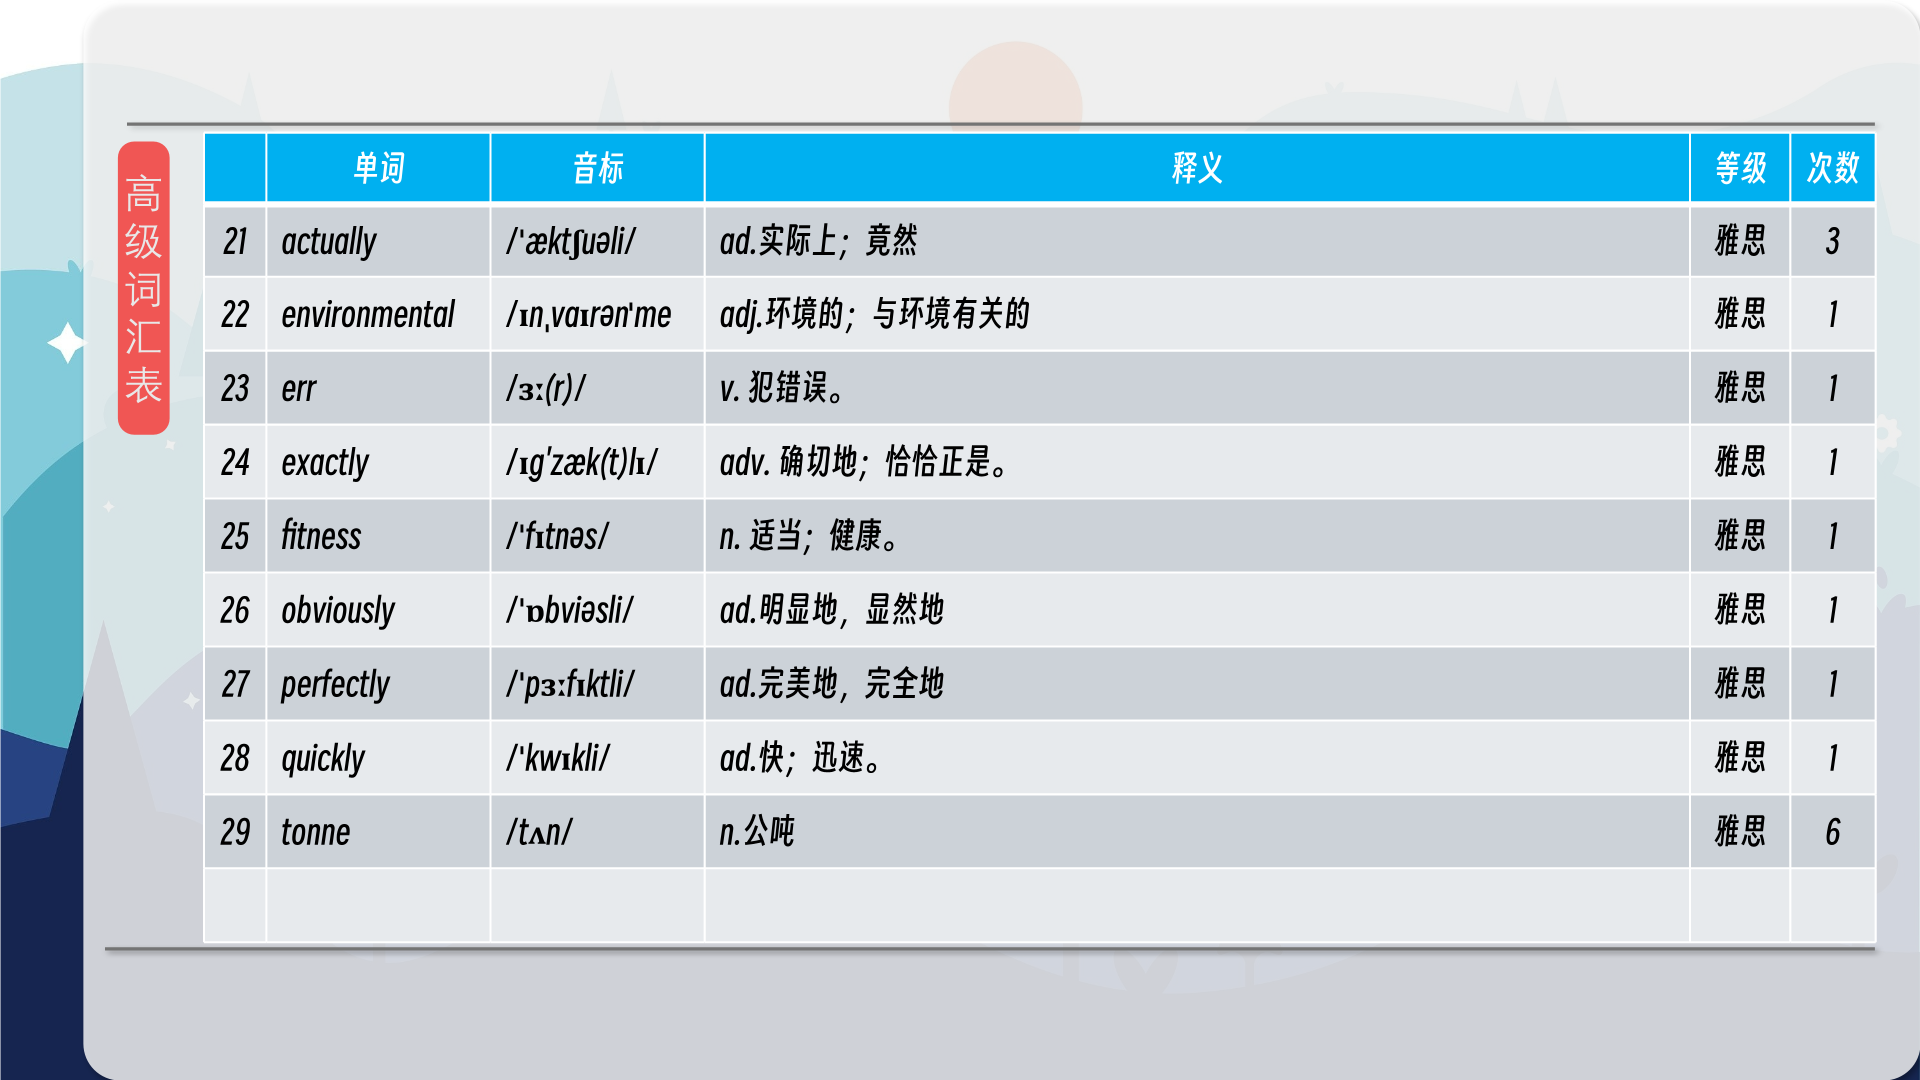 高级词汇表
单词 音标 释义 等级 次数
21 actually /'æktʃuəli/ ad.实际上；竟然 雅思 3
22 environmental /ɪnˌvaɪrən'me adj.环境的；与环境有关的 雅思 1
23 err /ɜː(r)/ v. 犯错误。 雅思 1
24 exactly /ɪɡ'zæk(t)lɪ/ adv. 确切地；恰恰正是。 雅思 1
25 fitness /'fɪtnəs/ n. 适当；健康。 雅思 1
26 obviously /'ɒbviəsli/ ad.明显地，显然地 雅思 1
27 perfectly /'pɜːfɪktli/ ad.完美地，完全地 雅思 1
28 quickly /'kwɪkli/ ad.快；迅速。 雅思 1
29 tonne /tʌn/ n.公吨 雅思 6